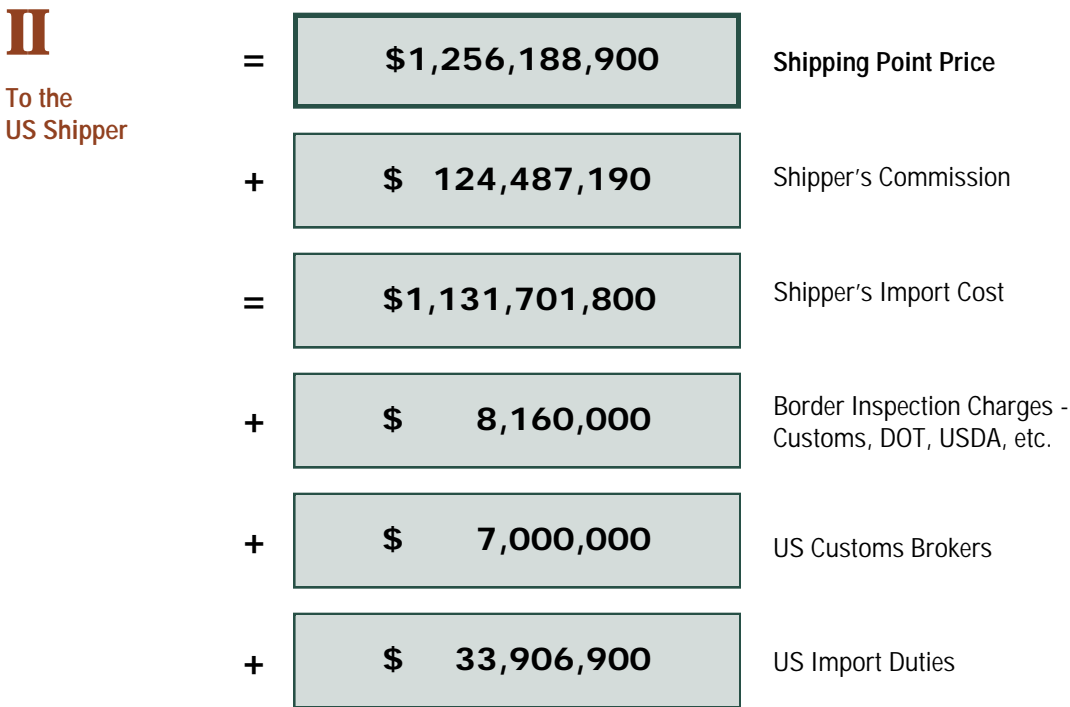 II
To the
US Shipper
= $1,256,188,900 Shipping Point Price
+ $ 124,487,190 Shipper's Commission
= $1,131,701,800 Shipper's Import Cost
+ $ 8,160,000 Border Inspection Charges -
Customs, DOT, USDA, etc.
+ $ 7,000,000 US Customs Brokers
+ $ 33,906,900 US Import Duties